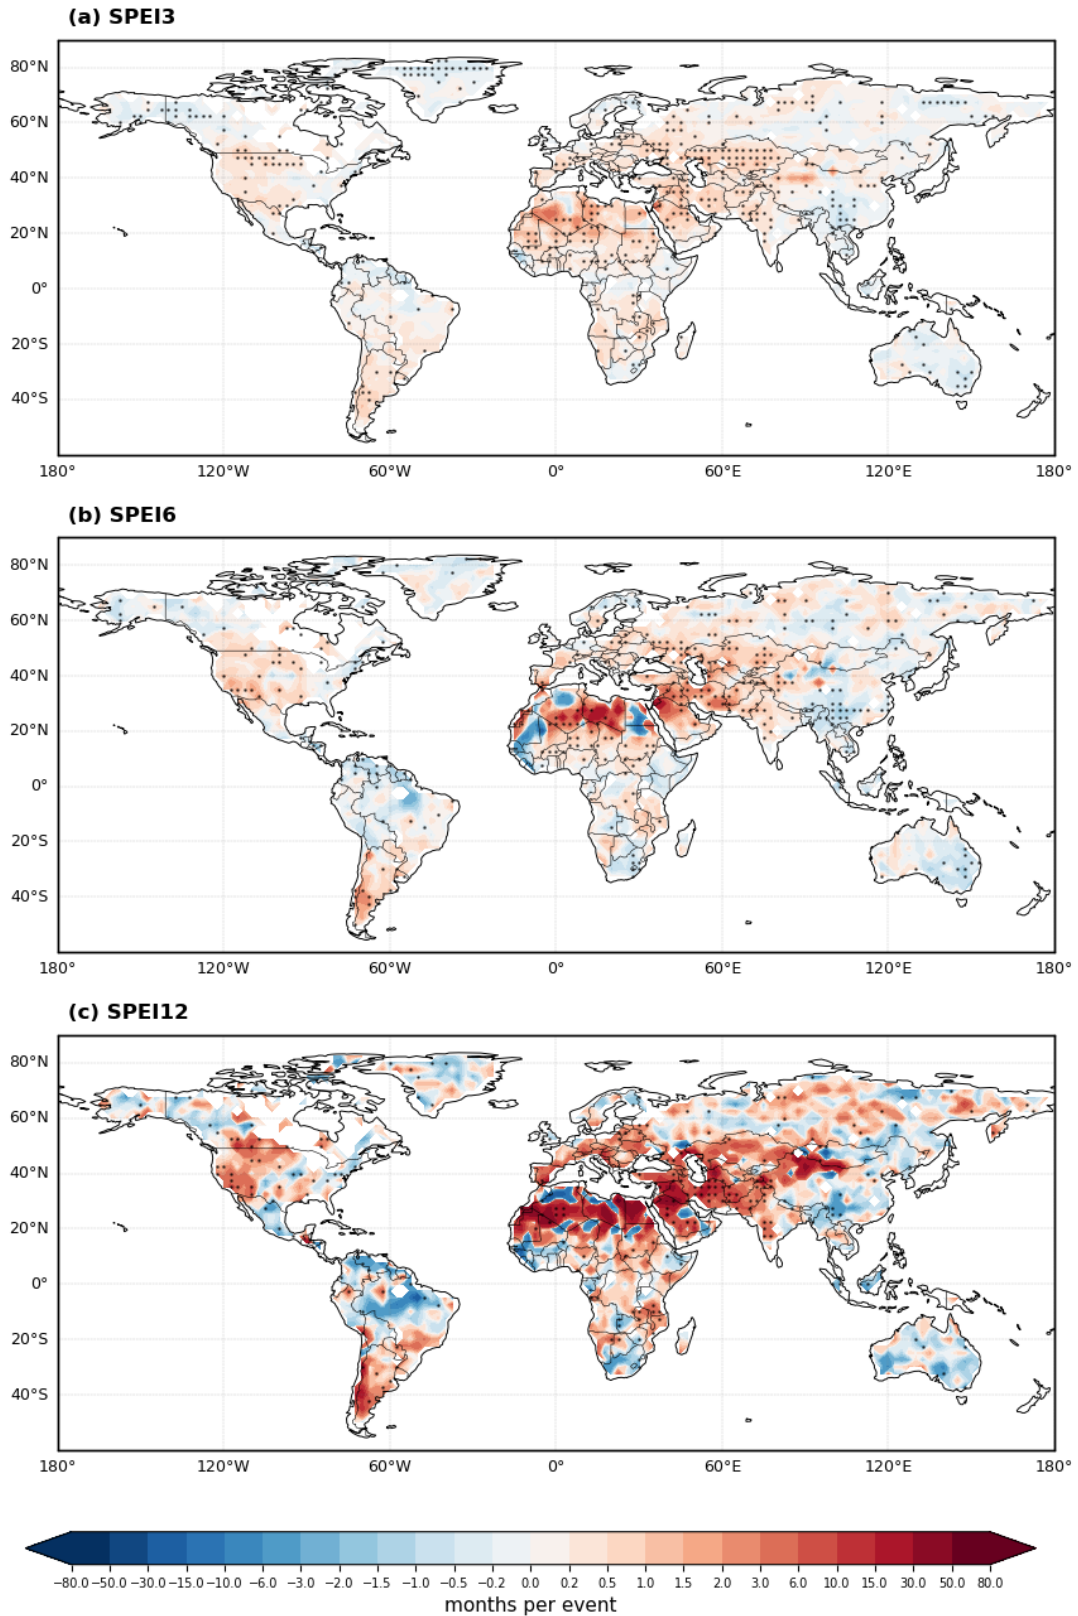 (a) SPEI3
80°N
60°N
40°N
20°N
0°
20°S
40°S
180° 120°W 60°W 0° 60°E 120°E 180°
(b) SPEI6
80°N
60°N
40°N
20°N
0°
20°S
40°S
180° 120°W 60°W 0° 60°E 120°E 180°
(c) SPEI12
80°N
60°N
40°N
20°N
0°
20°S
40°S
180° 120°W 60°W 0° 60°E 120°E 180°
−80.0 −50.0 −30.0 −15.0 −10.0 −6.0 −3.0 −2.0 −1.5 −1.0 −0.5 −0.2 0.0 0.2 0.5 1.0 1.5 2.0 3.0 6.0 10.0 15.0 30.0 50.0 80.0
months per event